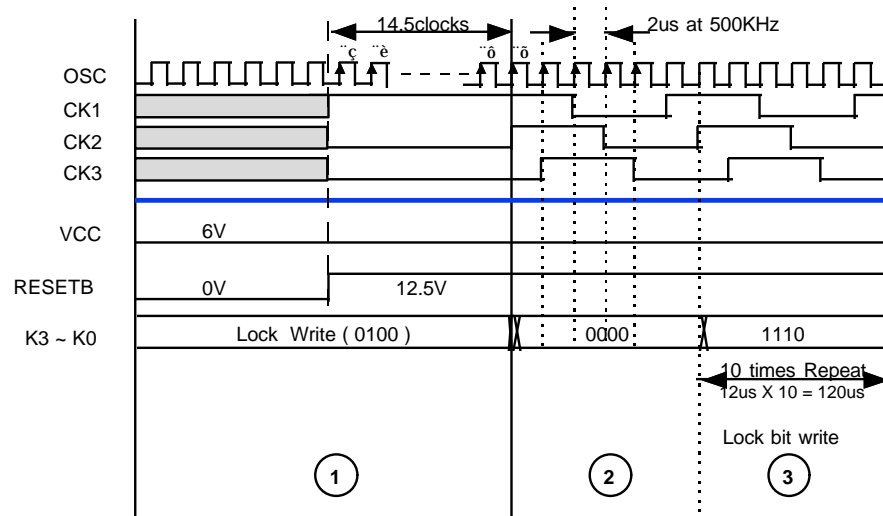 14.5clocks
2us at 500KHz
¨ç ¨è ¨ô ¨õ
OSC
CK1
CK2
CK3
VCC 6V
RESETB 0V 12.5V
K3 ~ K0 Lock Write ( 0100 ) 0000 1110
10 times Repeat
12us X 10 = 120us
Lock bit write
1 2 3